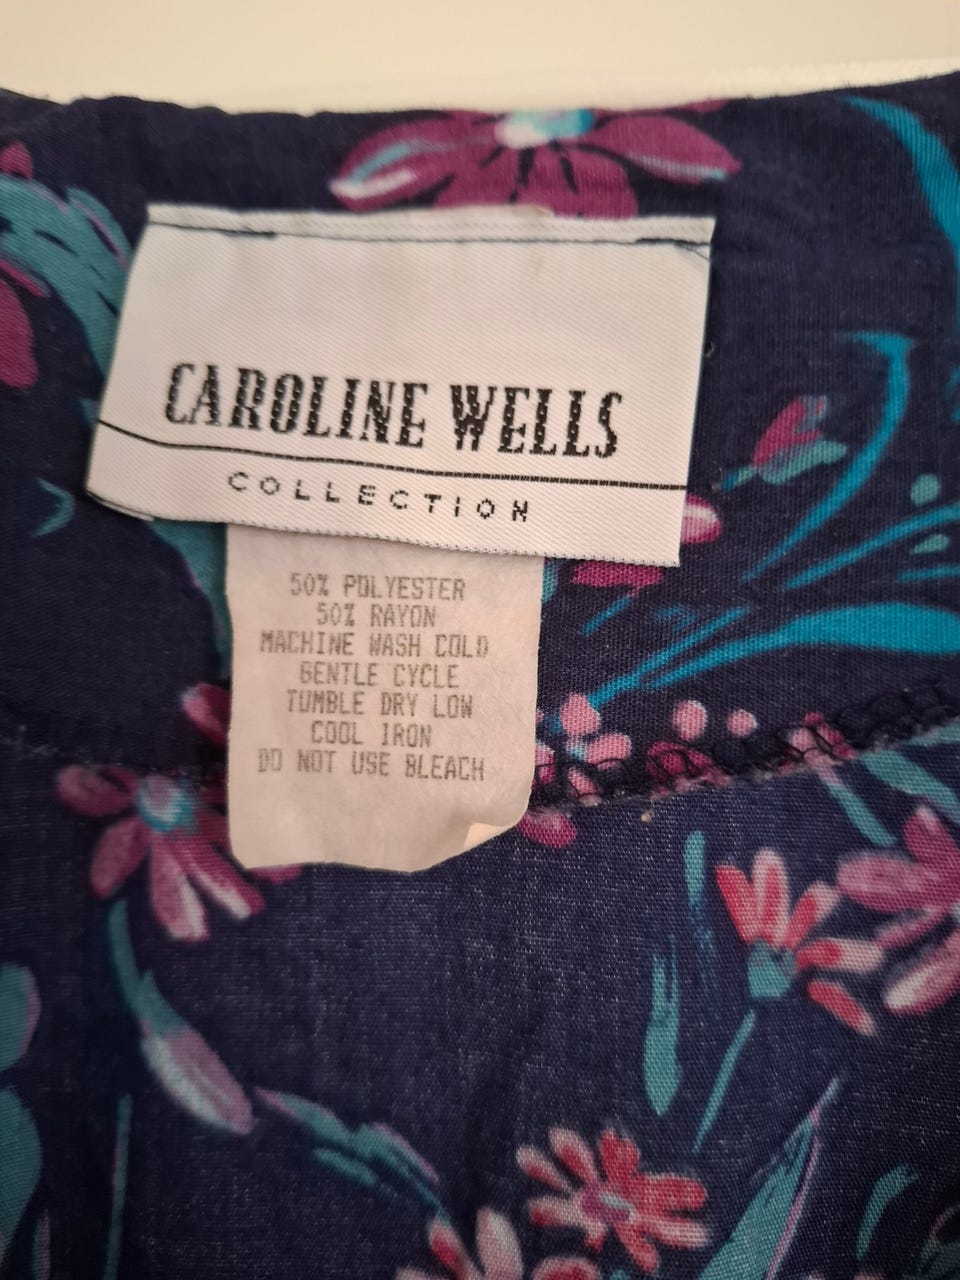 CAROLINE WELLS
COLLECTION
50% POLYESTER
50% RAYON
MACHINE WASH COLD
GENTLE CYCLE
TUMBLE DRY LOW
COOL IRON
DO NOT USE BLEACH